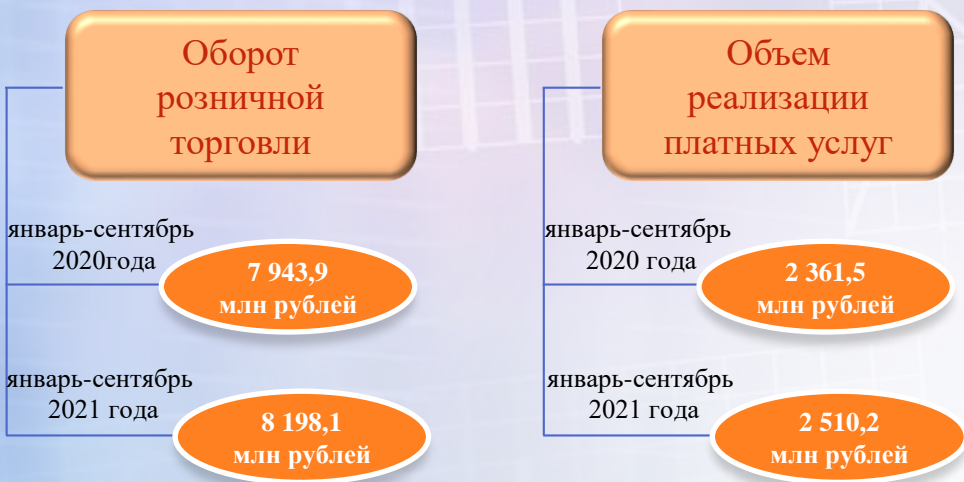 Оборот
розничной
торговли
январь-сентябрь
2020года
7 943,9
млн рублей
январь-сентябрь
2021 года
8 198,1
млн рублей
Объем
реализации
платных услуг
январь-сентябрь
2020 года
2 361,5
млн рублей
январь-сентябрь
2021 года
2 510,2
млн рублей